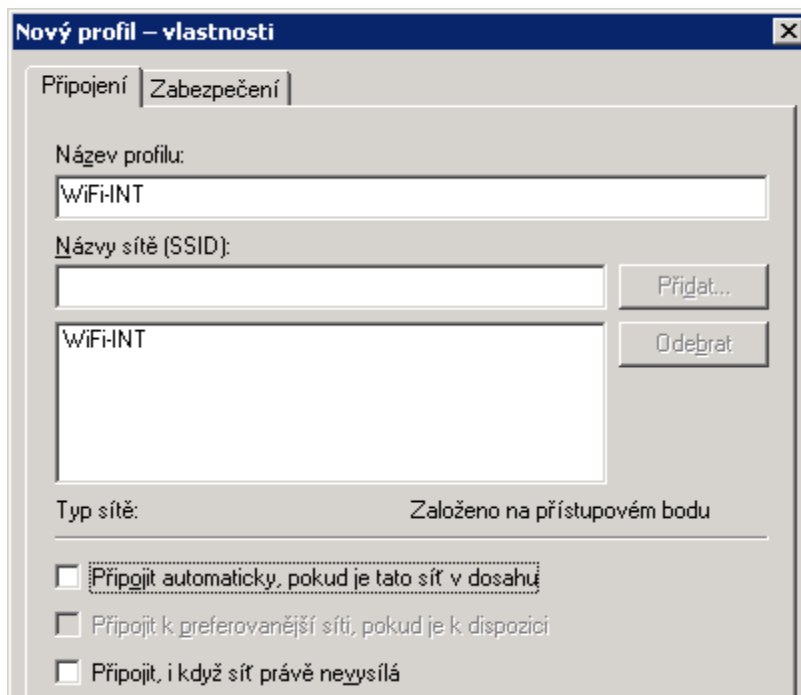 Nový profil – vlastnosti
Připojení Zabezpečení
Název profilu:
WiFi-INT
Názvy sítě (SSID):
Přidat...
WiFi-INT
Odebrat
Typ sítě: Založeno na přístupovém bodu
Připojit automaticky, pokud je tato síť v dosahu
Připojit k preferovanější síti, pokud je k dispozici
Připojit, i když síť právě nevysílá